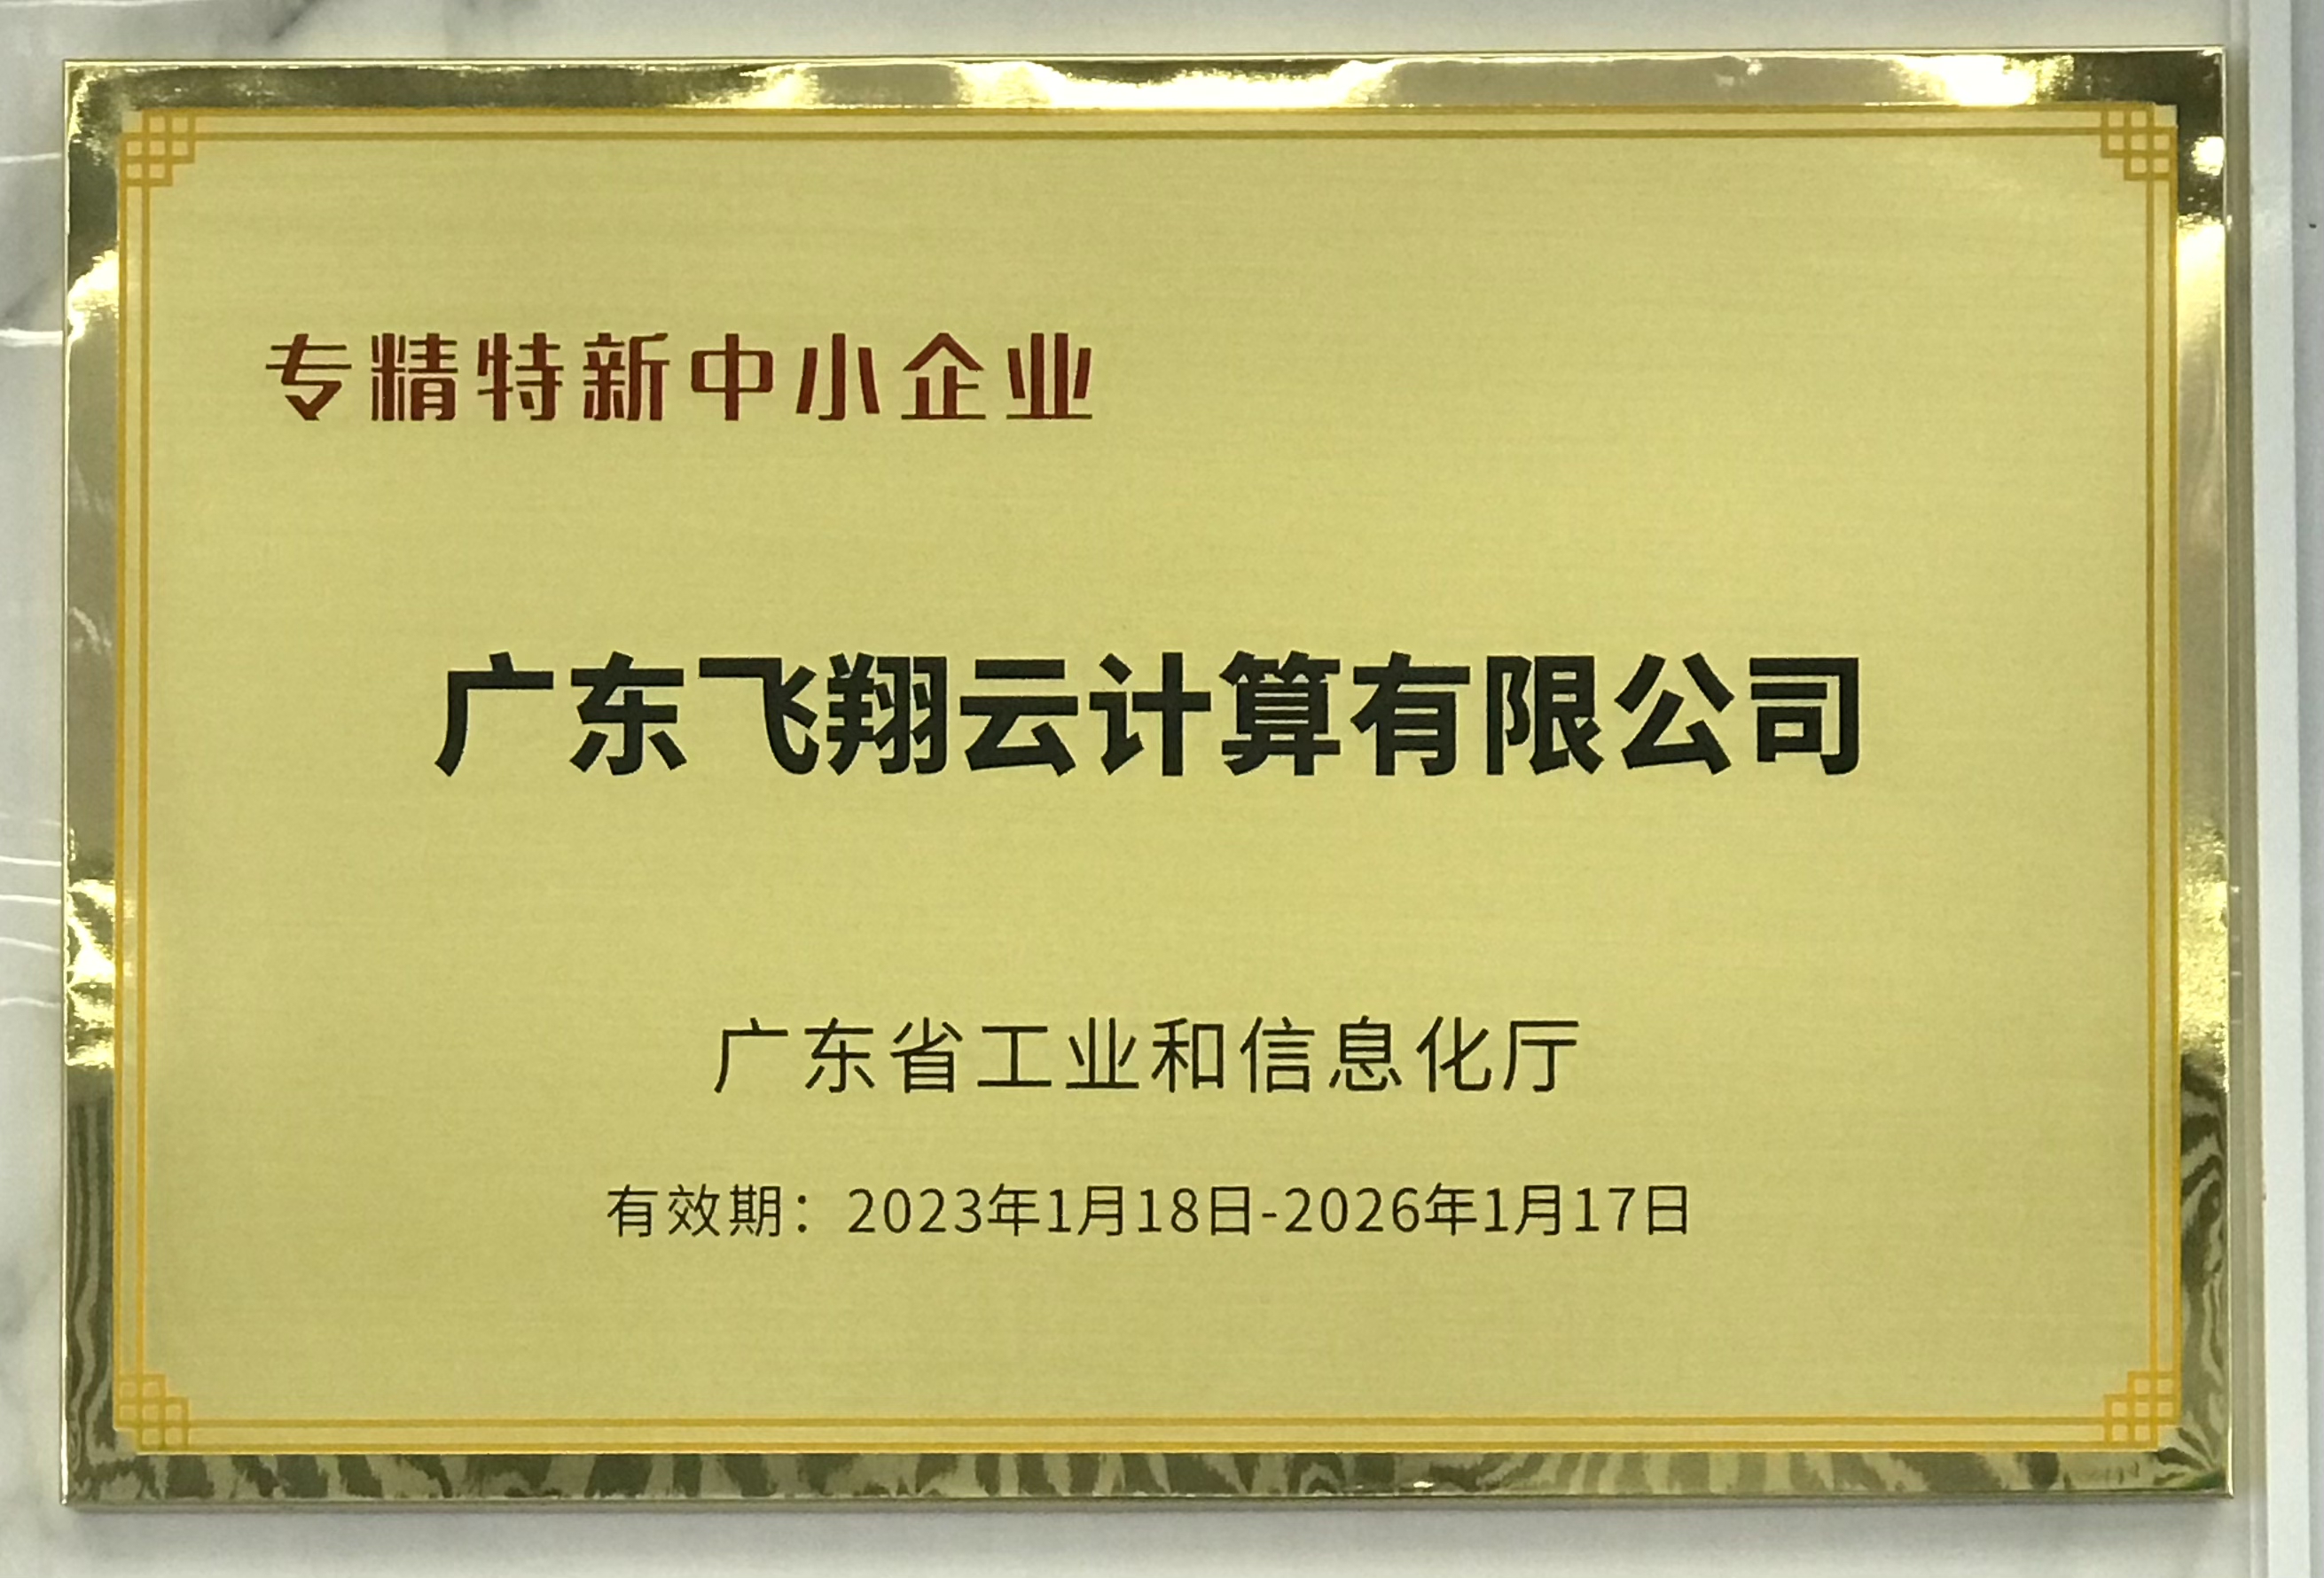 专精特新中小企业
广东飞翔云计算有限公司
广东省工业和信息化厅
有效期：2023年1月18日-2026年1月17日